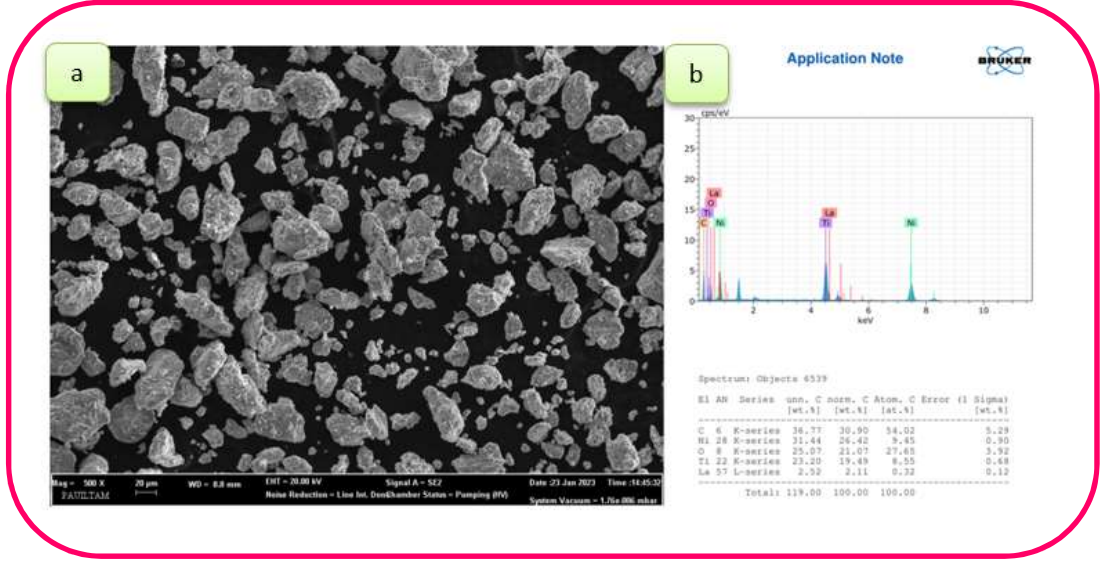 a
b
Application Note
BRUKER
cps/eV
30
25
20
15
10
5
0
La
O
Ti
C
Ni
La
Ti
Ni
2 4 6 8 10
keV
Spectrum: Objects 6539
El AN Series unn. C norm. C Atom. C Error (1 Sigma)
[wt.%] [wt.%] [at.%] [wt.%]
C 6 K-series 36.77 30.90 54.02 5.29
Ni 28 K-series 31.44 26.42 9.45 0.90
O 8 K-series 25.07 21.07 27.65 3.92
Ti 22 K-series 23.20 19.49 8.55 0.68
La 57 L-series 2.52 2.11 0.32 0.12
Total: 119.00 100.00 100.00
Mag = 500 X 20 µm WD = 8.0 mm EHT = 20.00 kV Signal A = SE2 Date :23 Jan 2023 Time :14:45:32
PAUILTAM Noise Reduction = Line Int. DonChamber Status = Pumping (HV)
System Vacuum = 1.76e-006 mbar